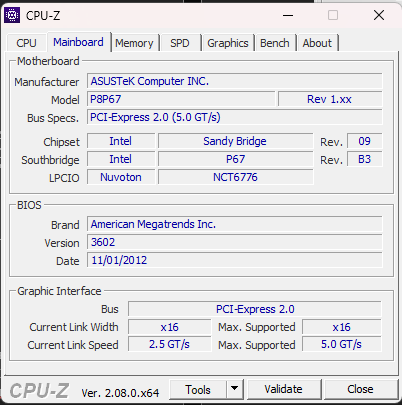 CPU-Z
CPU Mainboard Memory SPD Graphics Bench About
Motherboard
Manufacturer ASUSTeK Computer INC.
Model P8P67 Rev 1.xx
Bus Specs. PCI-Express 2.0 (5.0 GT/s)
Chipset Intel Sandy Bridge Rev. 09
Southbridge Intel P67 Rev. B3
LPCIO Nuvoton NCT6776
BIOS
Brand American Megatrends Inc.
Version 3602
Date 11/01/2012
Graphic Interface
Bus PCI-Express 2.0
Current Link Width x16 Max. Supported x16
Current Link Speed 2.5 GT/s Max. Supported 5.0 GT/s
CPU-Z Ver. 2.08.0.x64 Tools Validate Close